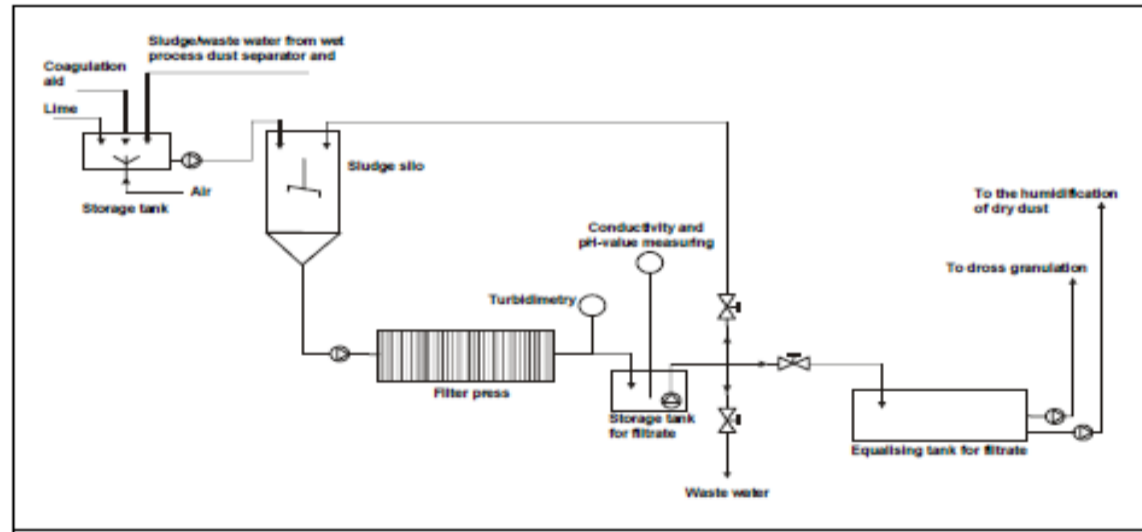 Sludge/waste water from wet
process dust separator and
Coagulation
aid
Lime
Air
Storage tank
Sludge silo
Conductivity and
pH-value measuring
Turbidimetry
Filter press
Storage tank
for filtrate
Waste water
To the humidification
of dry dust
To dross granulation
Equalising tank for filtrate